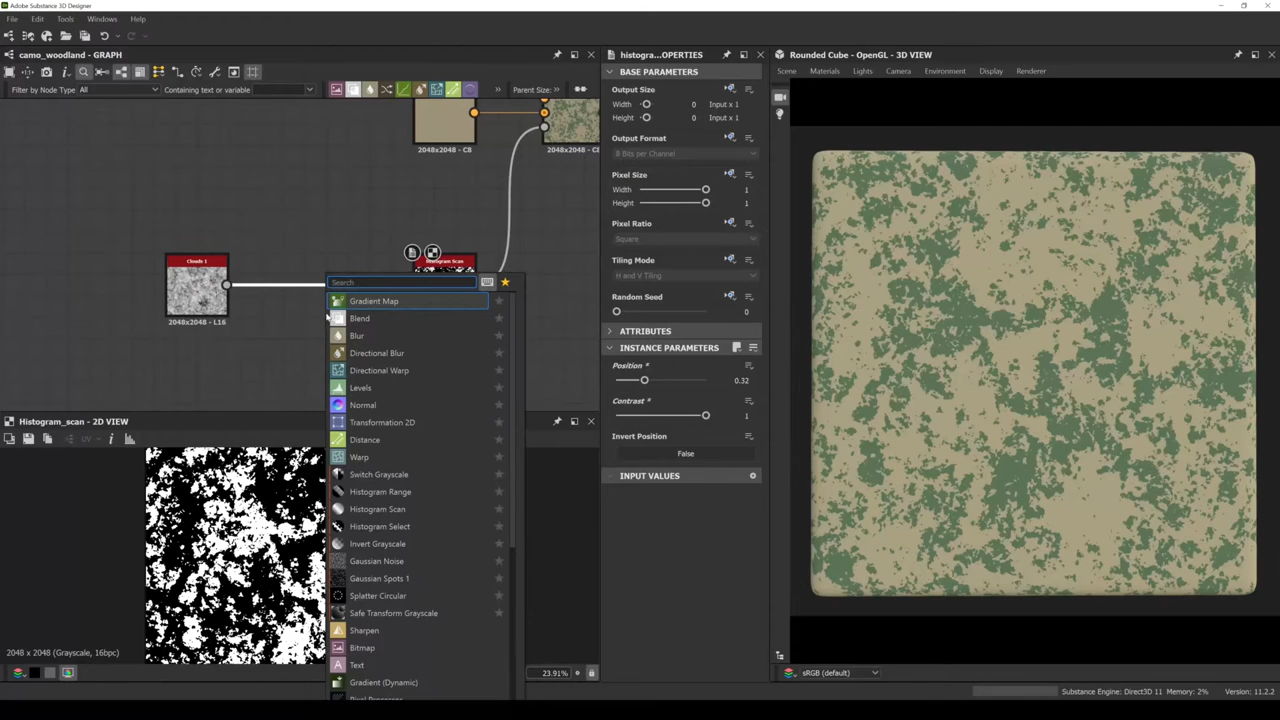 Adobe Substance 3D Designer
File Edit Tools Windows Help
camo_woodland - GRAPH
Filter by Node Type All Containing text or variable Parent Size: »
2048x2048 - C8
2048x2048 - C8
Clouds 1
2048x2048 - L16
Histogram Scan
Search
Gradient Map
Blend
Blur
Directional Blur
Directional Warp
Levels
Normal
Transformation 2D
Distance
Warp
Switch Grayscale
Histogram Range
Histogram Scan
Histogram Select
Invert Grayscale
Gaussian Noise
Gaussian Spots 1
Splatter Circular
Safe Transform Grayscale
Sharpen
Bitmap
Text
Gradient (Dynamic)
Pixel Processor
Histogram_scan - 2D VIEW
UV
2048 x 2048 (Grayscale, 16bpc)
23.91%
histogra...OPERTIES
BASE PARAMETERS
Output Size
Width 0 Input x 1
Height 0 Input x 1
Output Format
8 Bits per Channel
Pixel Size
Width 1
Height 1
Pixel Ratio
Square
Tiling Mode
H and V Tiling
Random Seed
0
ATTRIBUTES
INSTANCE PARAMETERS
Position *
0.32
Contrast *
1
Invert Position
False
INPUT VALUES
Rounded Cube - OpenGL - 3D VIEW
Scene Materials Lights Camera Environment Display Renderer
sRGB (default)
Substance Engine: Direct3D 11 Memory: 2% Version: 11.2.2